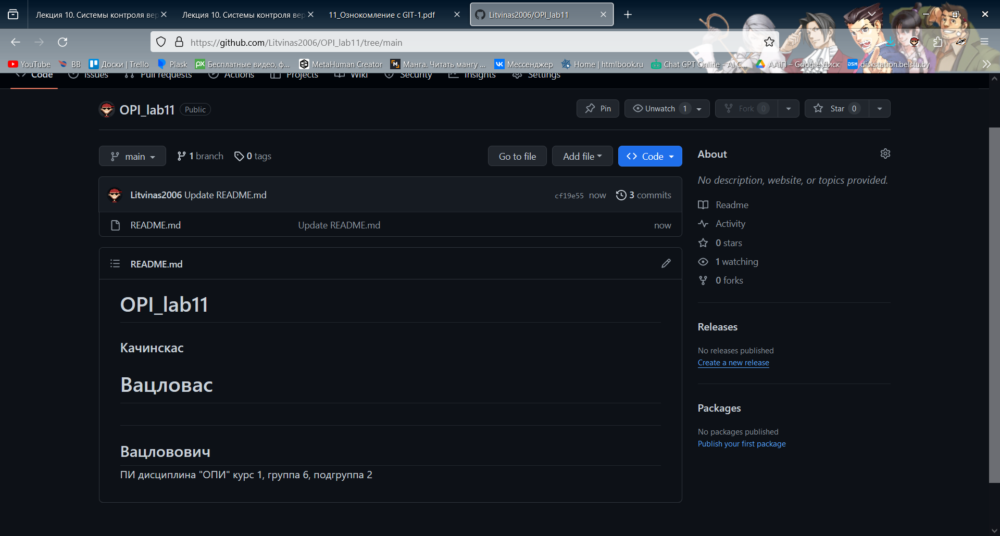 Лекция 10. Системы контроля вер
Лекция 10. Системы контроля вер
11_Ознокомление с GIT-1.pdf
Litvinas2006/OPI_lab11
https://github.com/Litvinas2006/OPI_lab11/tree/main
YouTube
BB
Доски | Trello
Plask
Бесплатные видео, ф...
MetaHuman Creator
Манга. Читать мангу ...
Мессенджер
Home | htmlbook.ru
Chat GPT Online - AI C...
ААіП – Google Диск
diskstation.belstu.by
Code
Issues
Pull requests
Actions
Projects
Wiki
Security
Insights
Settings
OPI_lab11 Public
Pin
Unwatch 1
Fork 0
Star 0
main
1 branch
0 tags
Go to file
Add file
Code
Litvinas2006 Update README.md
cf19e55 now
3 commits
README.md
Update README.md
now
README.md
OPI_lab11
Качинскас
Вацловас
Вацловович
ПИ дисциплина "ОПИ" курс 1, группа 6, подгруппа 2
About
No description, website, or topics provided.
Readme
Activity
0 stars
1 watching
0 forks
Releases
No releases published
Create a new release
Packages
No packages published
Publish your first package